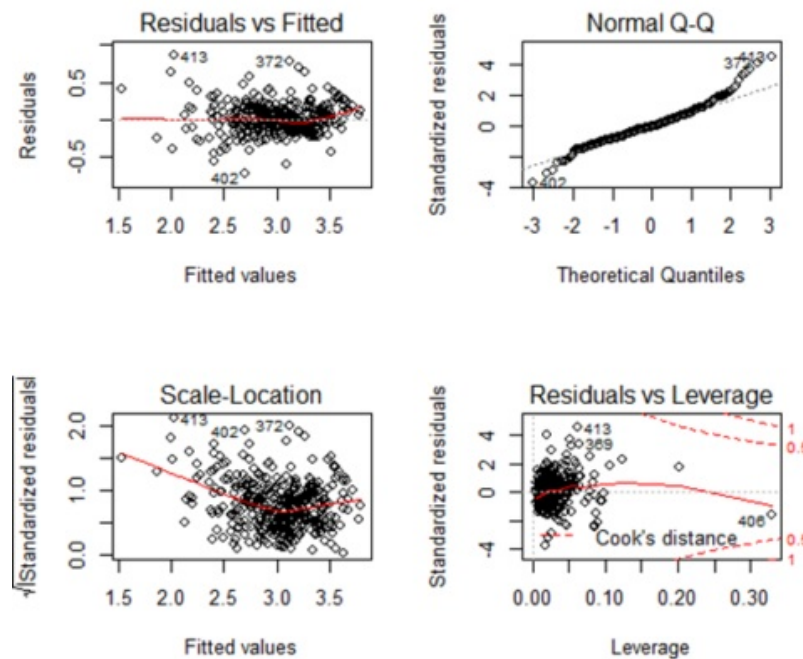 Residuals vs Fitted
Residuals
0.5
-0.5
413
372
402
1.5 2.0 2.5 3.0 3.5
Fitted values
Normal Q-Q
Standardized residuals
4
2
0
-4
413
402
-3 -2 -1 0 1 2 3
Theoretical Quantiles
Scale-Location
√|Standardized residuals|
2.0
1.0
0.0
413
402
372
1.5 2.0 2.5 3.0 3.5
Fitted values
Residuals vs Leverage
Standardized residuals
4
2
0
-4
413
369
406
Cook's distance
1
0.5
0.5
1
0.00 0.10 0.20 0.30
Leverage